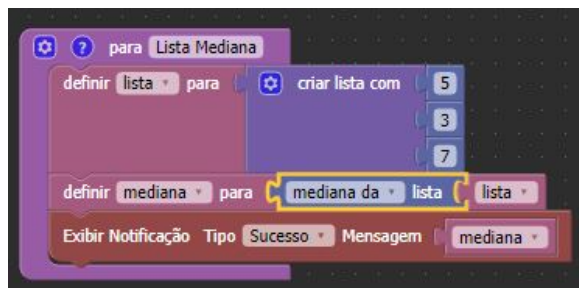 ? para Lista Mediana
definir lista para criar lista com 5
3
7
definir mediana para mediana da lista lista
Exibir Notificação Tipo Sucesso Mensagem mediana